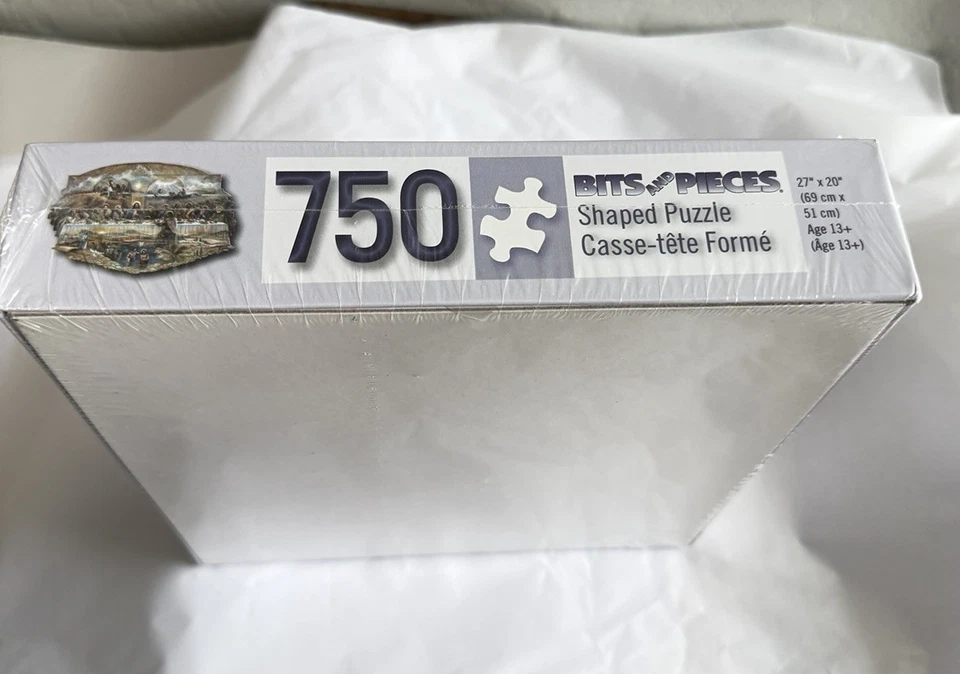 750
BITS AND PIECES.
Shaped Puzzle
Casse-tête Formé
27" x 20"
(69 cm x
51 cm)
Age 13+
(Âge 13+)